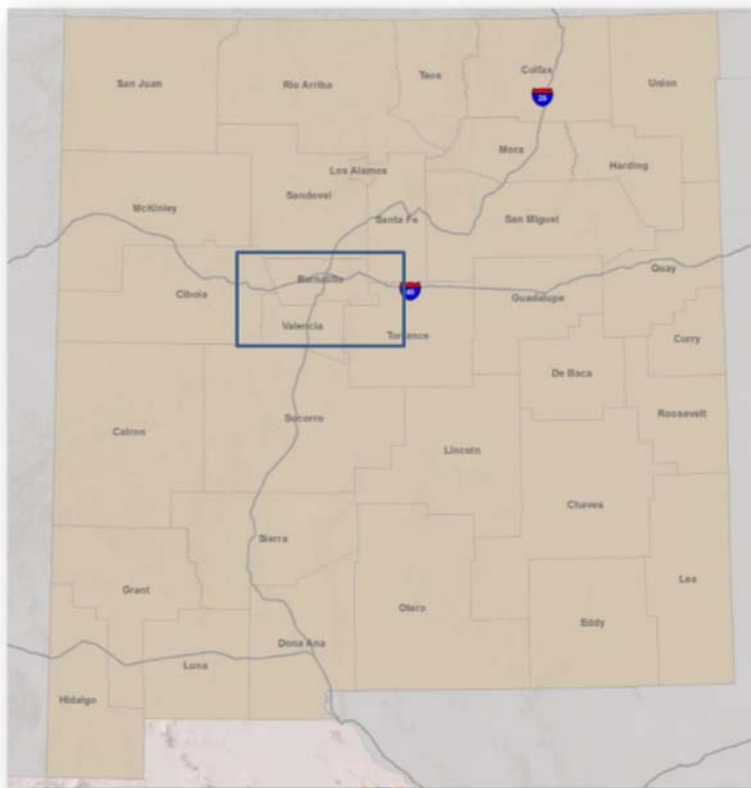 San Juan
Rio Arriba
Taos
Colfax
Union
25
Mora
Harding
Los Alamos
Sandoval
McKinley
Santa Fe
San Miguel
Quay
Bernalillo
Cibola
40
Guadalupe
Valencia
Torrance
Curry
De Baca
Roosevelt
Socorro
Catron
Lincoln
Chaves
Sierra
Lea
Grant
Otero
Eddy
Dona Ana
Luna
Hidalgo